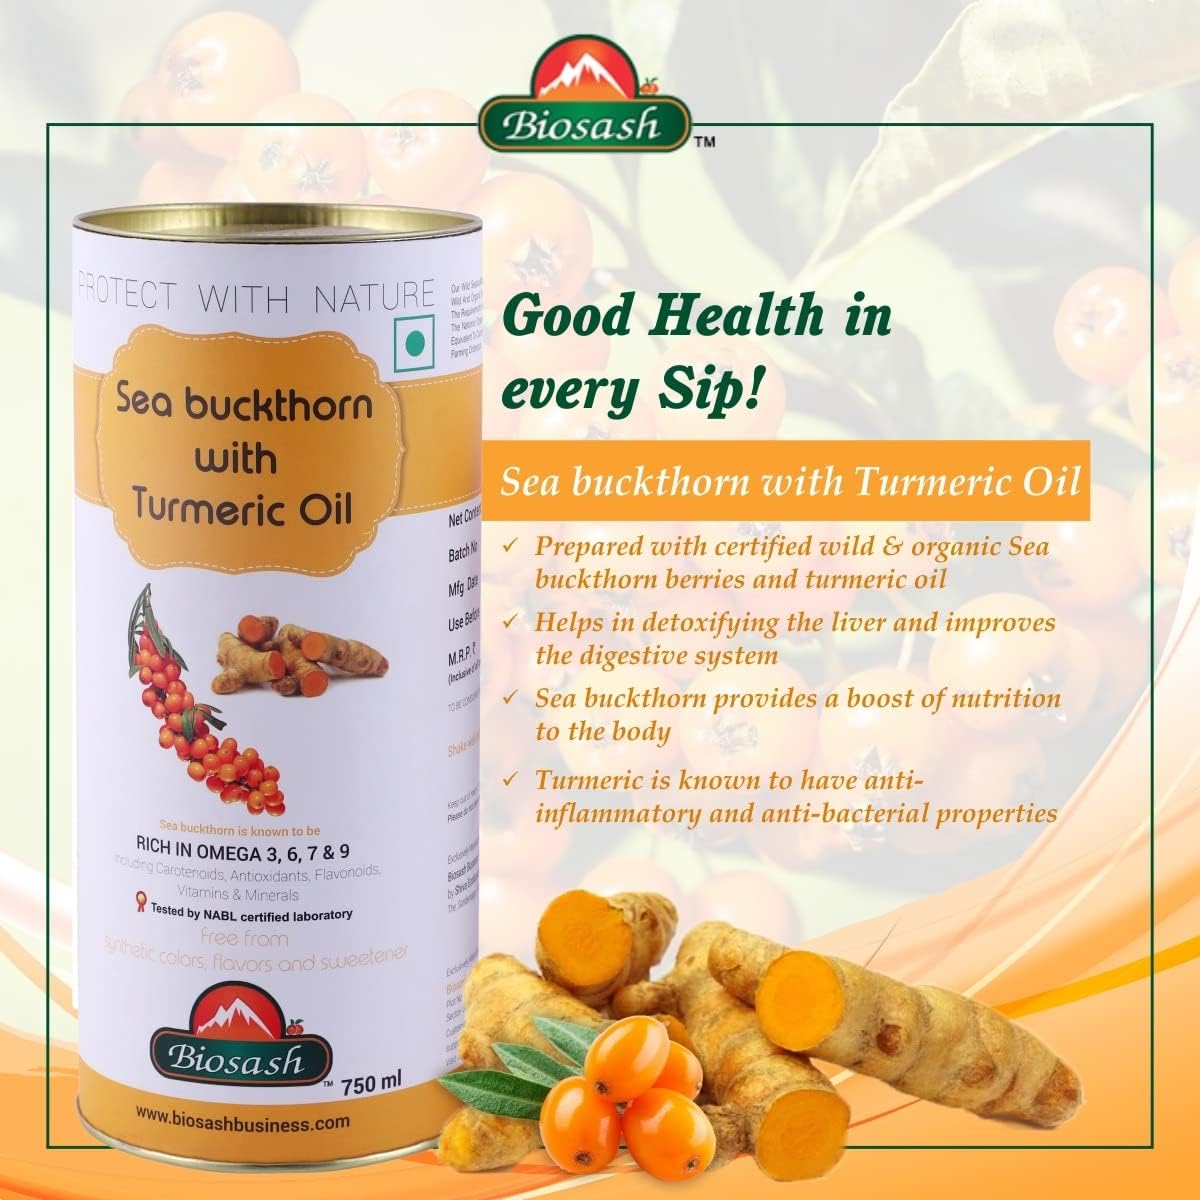 Biosash
TM
PROTECT WITH NATURE
Sea buckthorn
with
Turmeric Oil
Net
Batch No
Mfg Date
Use Before
M.R.P. ₹
(Inclusive of
Sea buckthorn is known to be
RICH IN OMEGA 3, 6, 7 & 9
including Carotenoids, Antioxidants, Flavonoids,
Vitamins & Minerals
Tested by NABL certified laboratory
free from
synthetic colors, flavors and sweetener
Biosash
TM
750 ml
www.biosashbusiness.com
Good Health in
every Sip!
Sea buckthorn with Turmeric Oil
✓ Prepared with certified wild & organic Sea
buckthorn berries and turmeric oil
✓ Helps in detoxifying the liver and improves
the digestive system
✓ Sea buckthorn provides a boost of nutrition
to the body
✓ Turmeric is known to have anti-
inflammatory and anti-bacterial properties